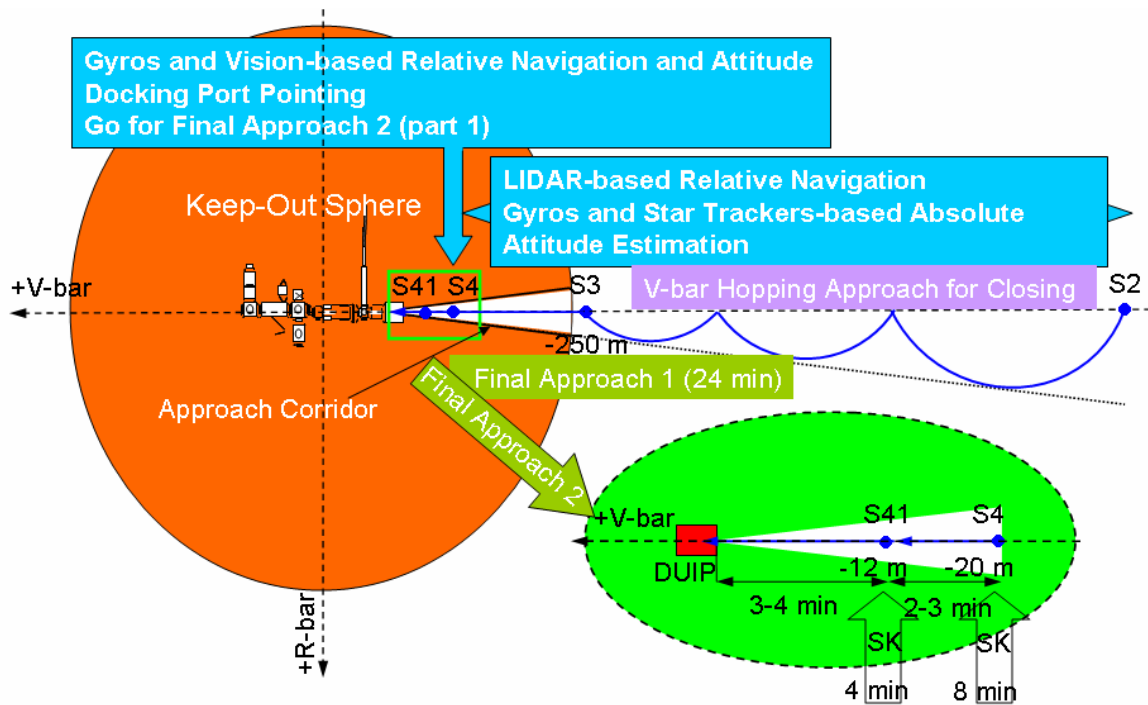 Gyros and Vision-based Relative Navigation and Attitude
Docking Port Pointing
Go for Final Approach 2 (part 1)
LIDAR-based Relative Navigation
Gyros and Star Trackers-based Absolute
Attitude Estimation
Keep-Out Sphere
+V-bar
S41
S4
S3
V-bar Hopping Approach for Closing
S2
-250 m
Final Approach 1 (24 min)
Approach Corridor
Final Approach 2
+R-bar
+V-bar
S41
S4
DUIP
-12 m
-20 m
3-4 min
2-3 min
SK
SK
4 min
8 min